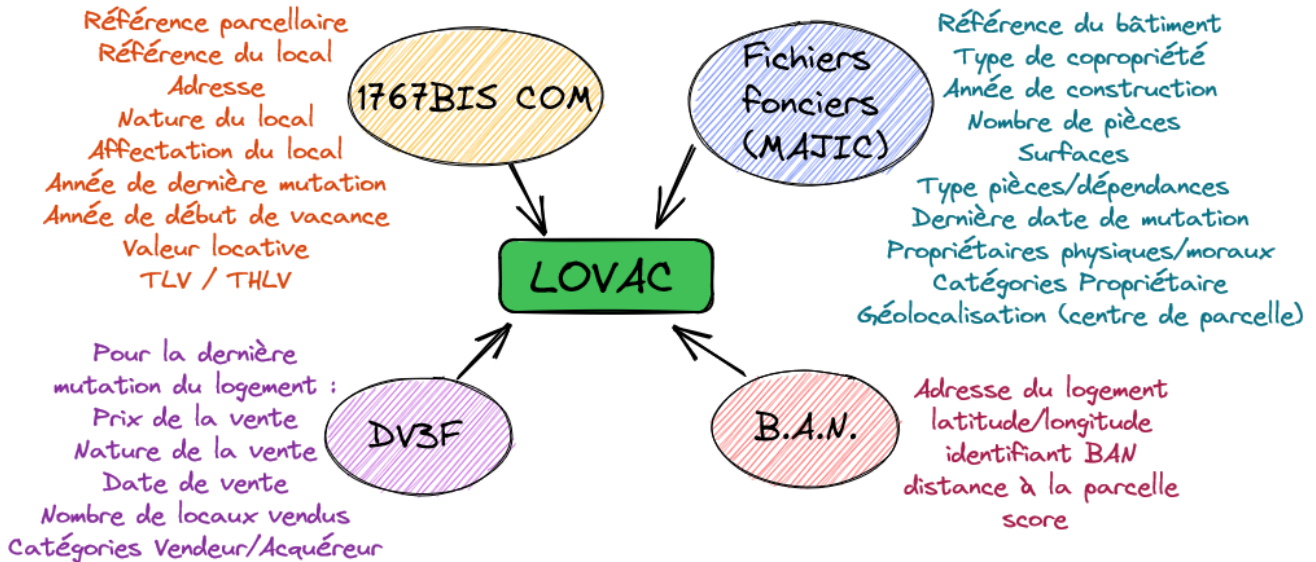 Référence parcellaire
Référence du local
Adresse
Nature du local
Affectation du local
Année de dernière mutation
Année de début de vacance
Valeur locative
TLV / THLV
1767BIS COM
Fichiers
fonciers
(MAJIC)
Référence du bâtiment
Type de copropriété
Année de construction
Nombre de pièces
Surfaces
Type pièces/dépendances
Dernière date de mutation
Propriétaires physiques/moraux
Catégories Propriétaire
Géolocalisation (centre de parcelle)
LOVAC
Pour la dernière
mutation du logement :
Prix de la vente
Nature de la vente
Date de vente
Nombre de locaux vendus
Catégories Vendeur/Acquéreur
DV3F
B.A.N.
Adresse du logement
latitude/longitude
identifiant BAN
distance à la parcelle
score